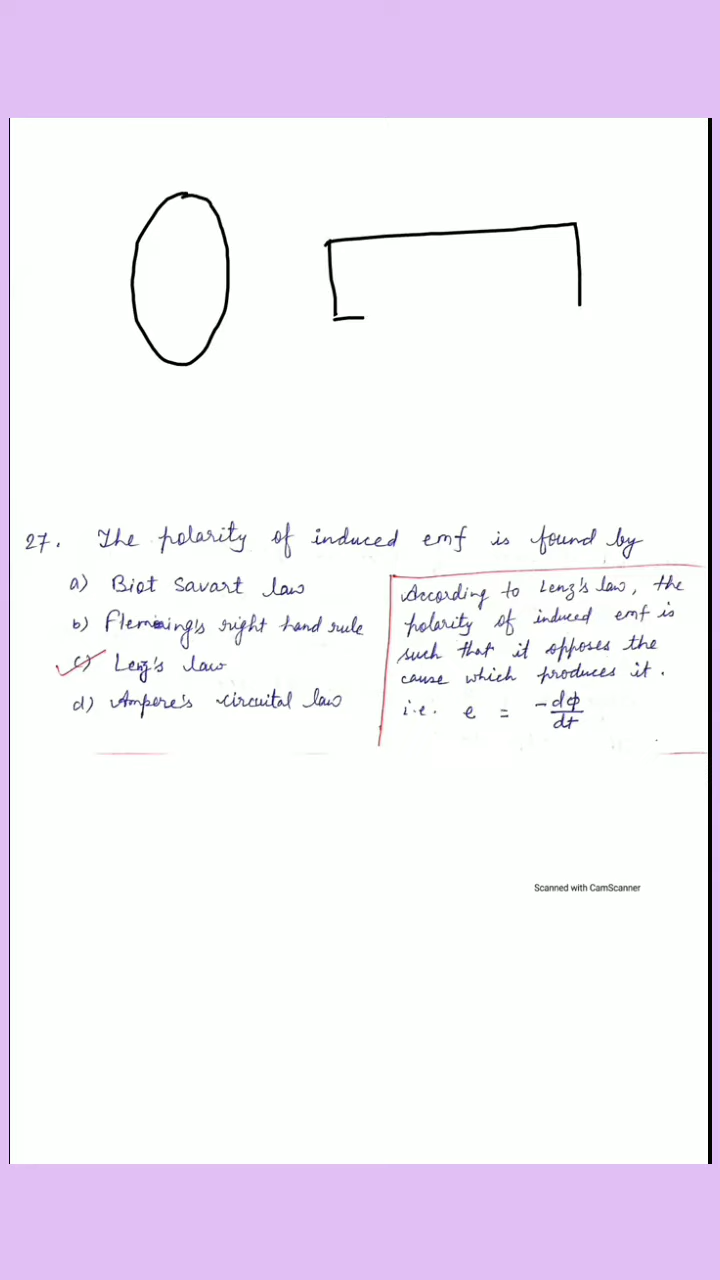 27. The polarity of induced emf is found by
a) Biot Savart law
b) Fleming's right hand rule
c) Lenz's law
d) Ampere's circuital law
According to Lenz's law, the
polarity of induced emf is
such that it opposes the
cause which produces it.
i.e. e = -dφ/dt
Scanned with CamScanner